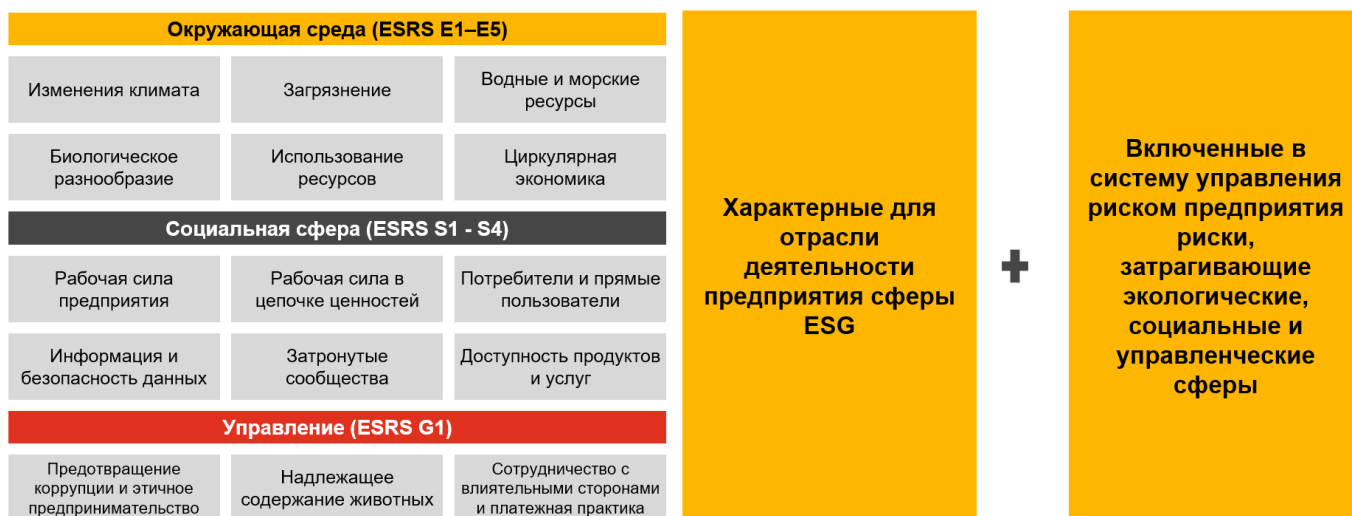 Окружающая среда (ESRS E1–E5)
Изменения климата
Загрязнение
Водные и морские
ресурсы
Биологическое
разнообразие
Использование
ресурсов
Циркулярная
экономика
Социальная сфера (ESRS S1 - S4)
Рабочая сила
предприятия
Рабочая сила в
цепочке ценностей
Потребители и прямые
пользователи
Информация и
безопасность данных
Затронутые
сообщества
Доступность продуктов
и услуг
Управление (ESRS G1)
Предотвращение
коррупции и этичное
предпринимательство
Надлежащее
содержание животных
Сотрудничество с
влиятельными сторонами
и платежная практика
Характерные для
отрасли
деятельности
предприятия сферы
ESG
Включенные в
систему управления
риском предприятия
риски,
затрагивающие
экологические,
социальные и
управленческие
сферы